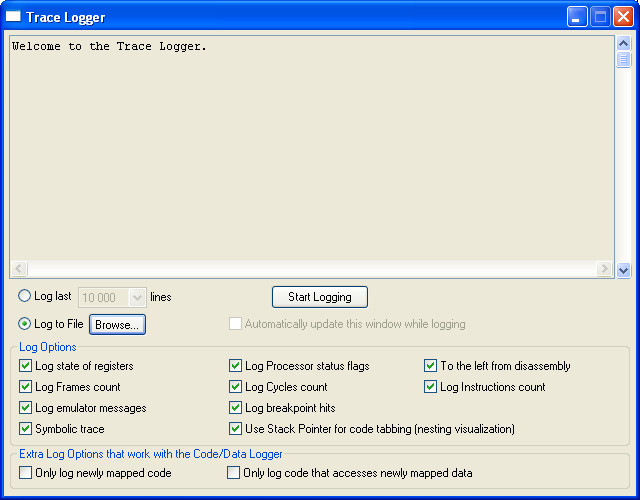 Trace Logger
Welcome to the Trace Logger.
Log last 10 000 lines Start Logging
Log to File Browse... Automatically update this window while logging
Log Options
Log state of registers Log Processor status flags To the left from disassembly
Log Frames count Log Cycles count Log Instructions count
Log emulator messages Log breakpoint hits
Symbolic trace Use Stack Pointer for code tabbing (nesting visualization)
Extra Log Options that work with the Code/Data Logger
Only log newly mapped code Only log code that accesses newly mapped data